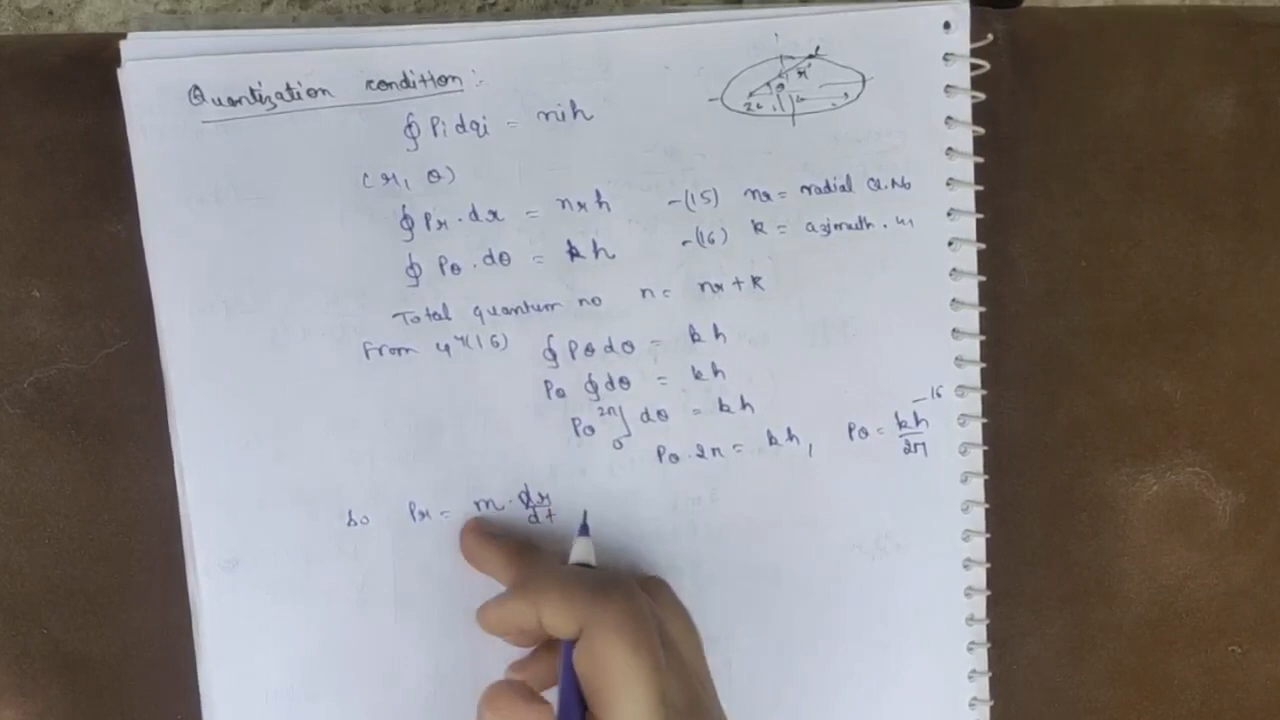 Quantization condition :-
∮ Pi dqi = nih
(r, θ)
∮ Pr . dr = nrh -(15) nr = radial Q.No
∮ Pθ . dθ = kh -(16) k = azimuth . "
Total quantum no n = nr + k
From (16) ∮ Pθ dθ = kh
Pθ ∮ dθ = kh
Pθ ∫₀^2π dθ = kh
Pθ . 2π = kh, Pθ = kh/2π -16
So Pr = m . dr/dt